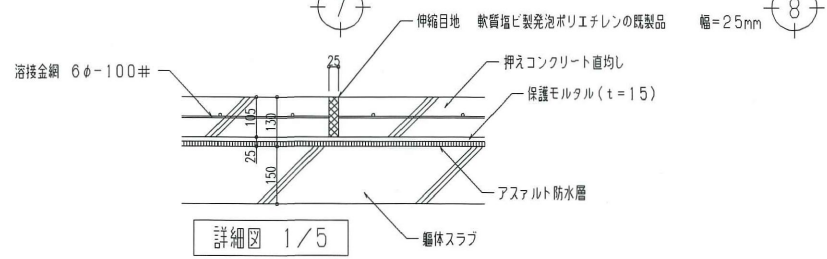 7
8
伸縮目地 軟質塩ビ製発泡ポリエチレンの既製品 幅=25mm
溶接金網 6φ-100#
25
押えコンクリート直均し
保護モルタル(t=15)
105
130
25
150
アスァルト防水層
躯体スラブ
詳細図 1/5